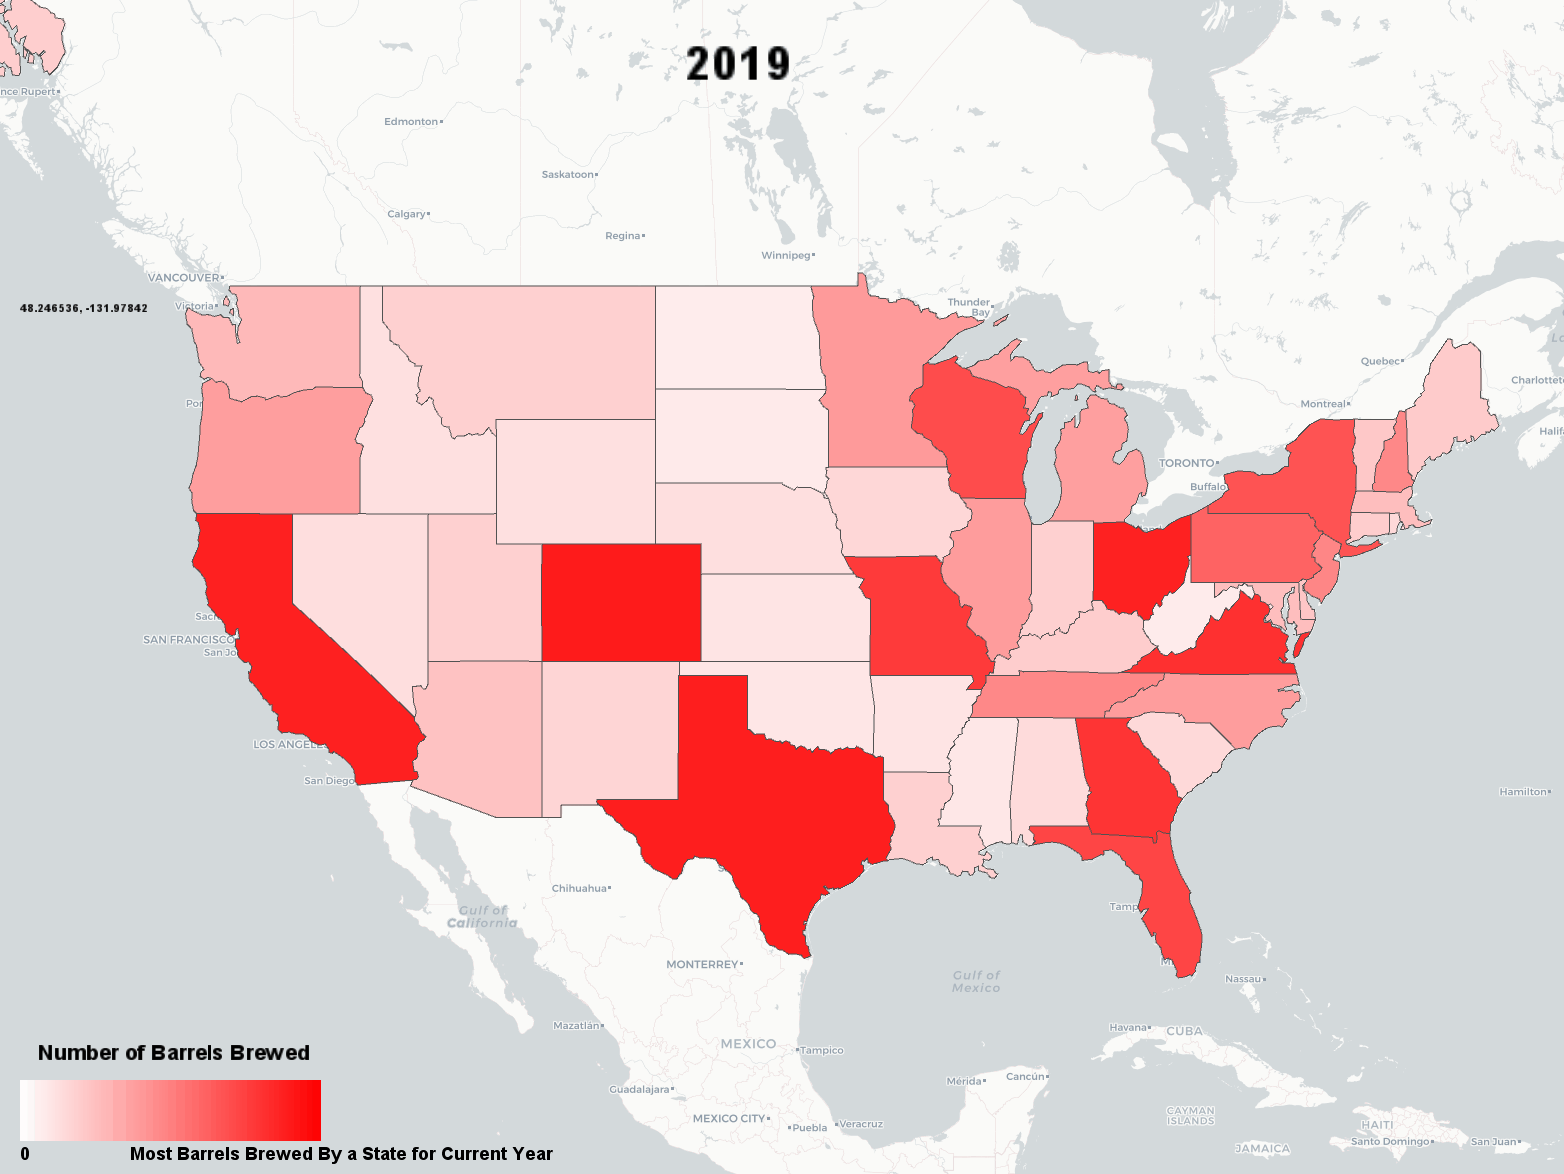 2019
Edmonton
nce Rupert
Saskatoon
Calgary
Regina
Winnipeg
VANCOUVER
Victoria
48.246536, -131.97842
Thunder
Bay
Quebec
Charlottet
Montreal
Por
Halifa
TORONTO
Buffalo
Sac
SAN FRANCISCO
San Jo
LOS ANGELE
San Diego
Hamilton
Chihuahua
Gulf of
California
Tamp
MONTERREY
Gulf of
Mexico
Nassau
Mazatlán
Havana
CUBA
MEXICO
Tampico
Number of Barrels Brewed
Mérida
Cancún
Guadalajara
MEXICO CITY
Puebla
Veracruz
CAYMAN
ISLANDS
HAITI
Santo Domingo
San Juan
JAMAICA
0
Most Barrels Brewed By a State for Current Year